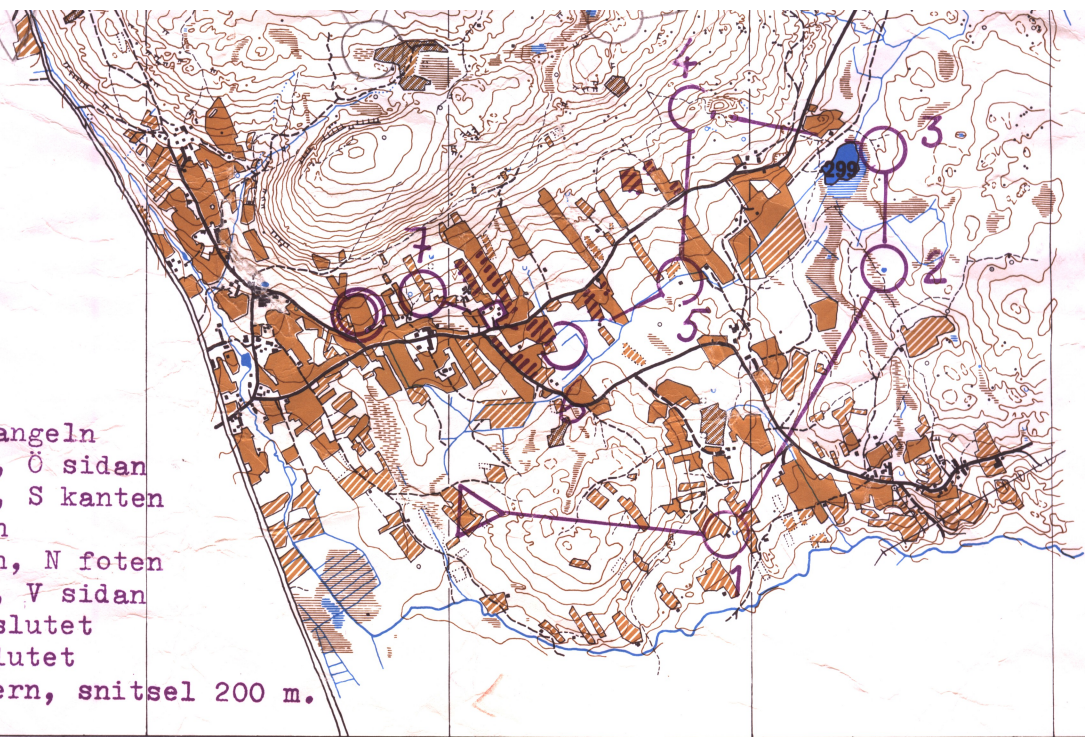 4
3
299
7
2
5
angeln
, Ö sidan
, S kanten
n
n, N foten
, V sidan
slutet
lutet
ern, snitsel 200 m.
1